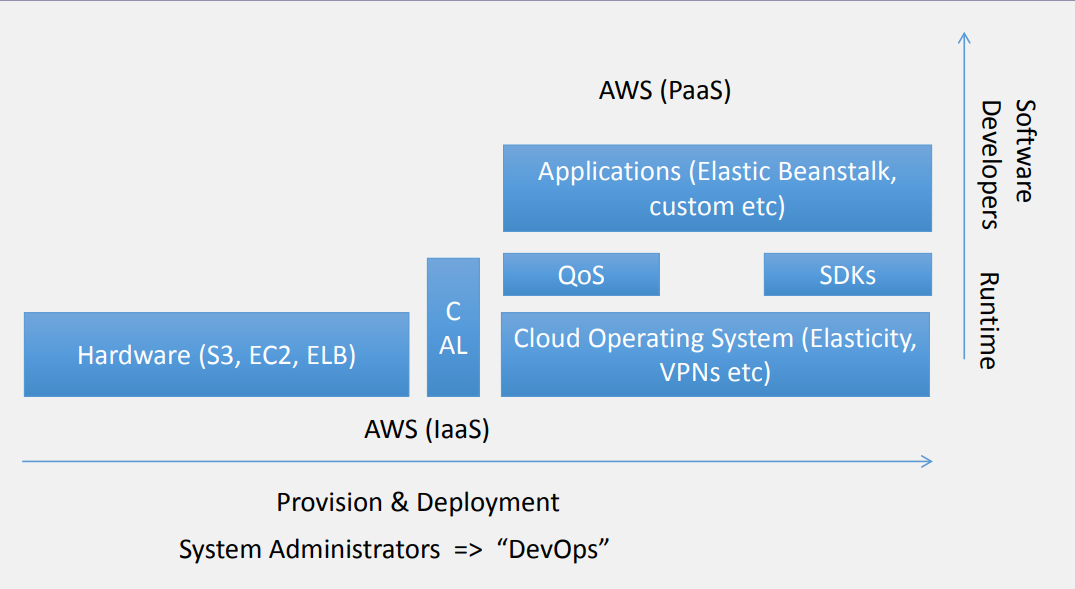 AWS (PaaS)
Applications (Elastic Beanstalk,
custom etc)
QoS
SDKs
C
AL
Hardware (S3, EC2, ELB)
Cloud Operating System (Elasticity,
VPNs etc)
AWS (IaaS)
Provision & Deployment
System Administrators => “DevOps”
Software
Developers
Runtime